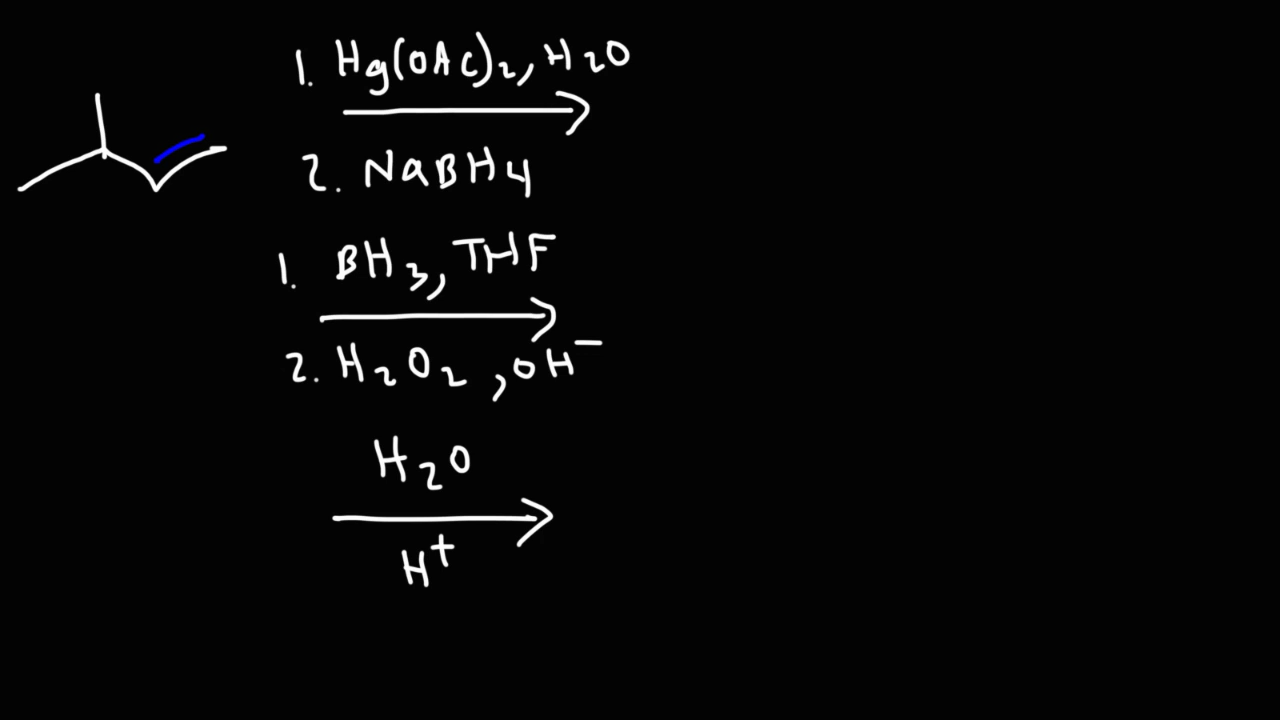 1. Hg(OAc)₂, H₂O
2. NaBH₄
1. BH₃, THF
2. H₂O₂, OH⁻
H₂O
H⁺